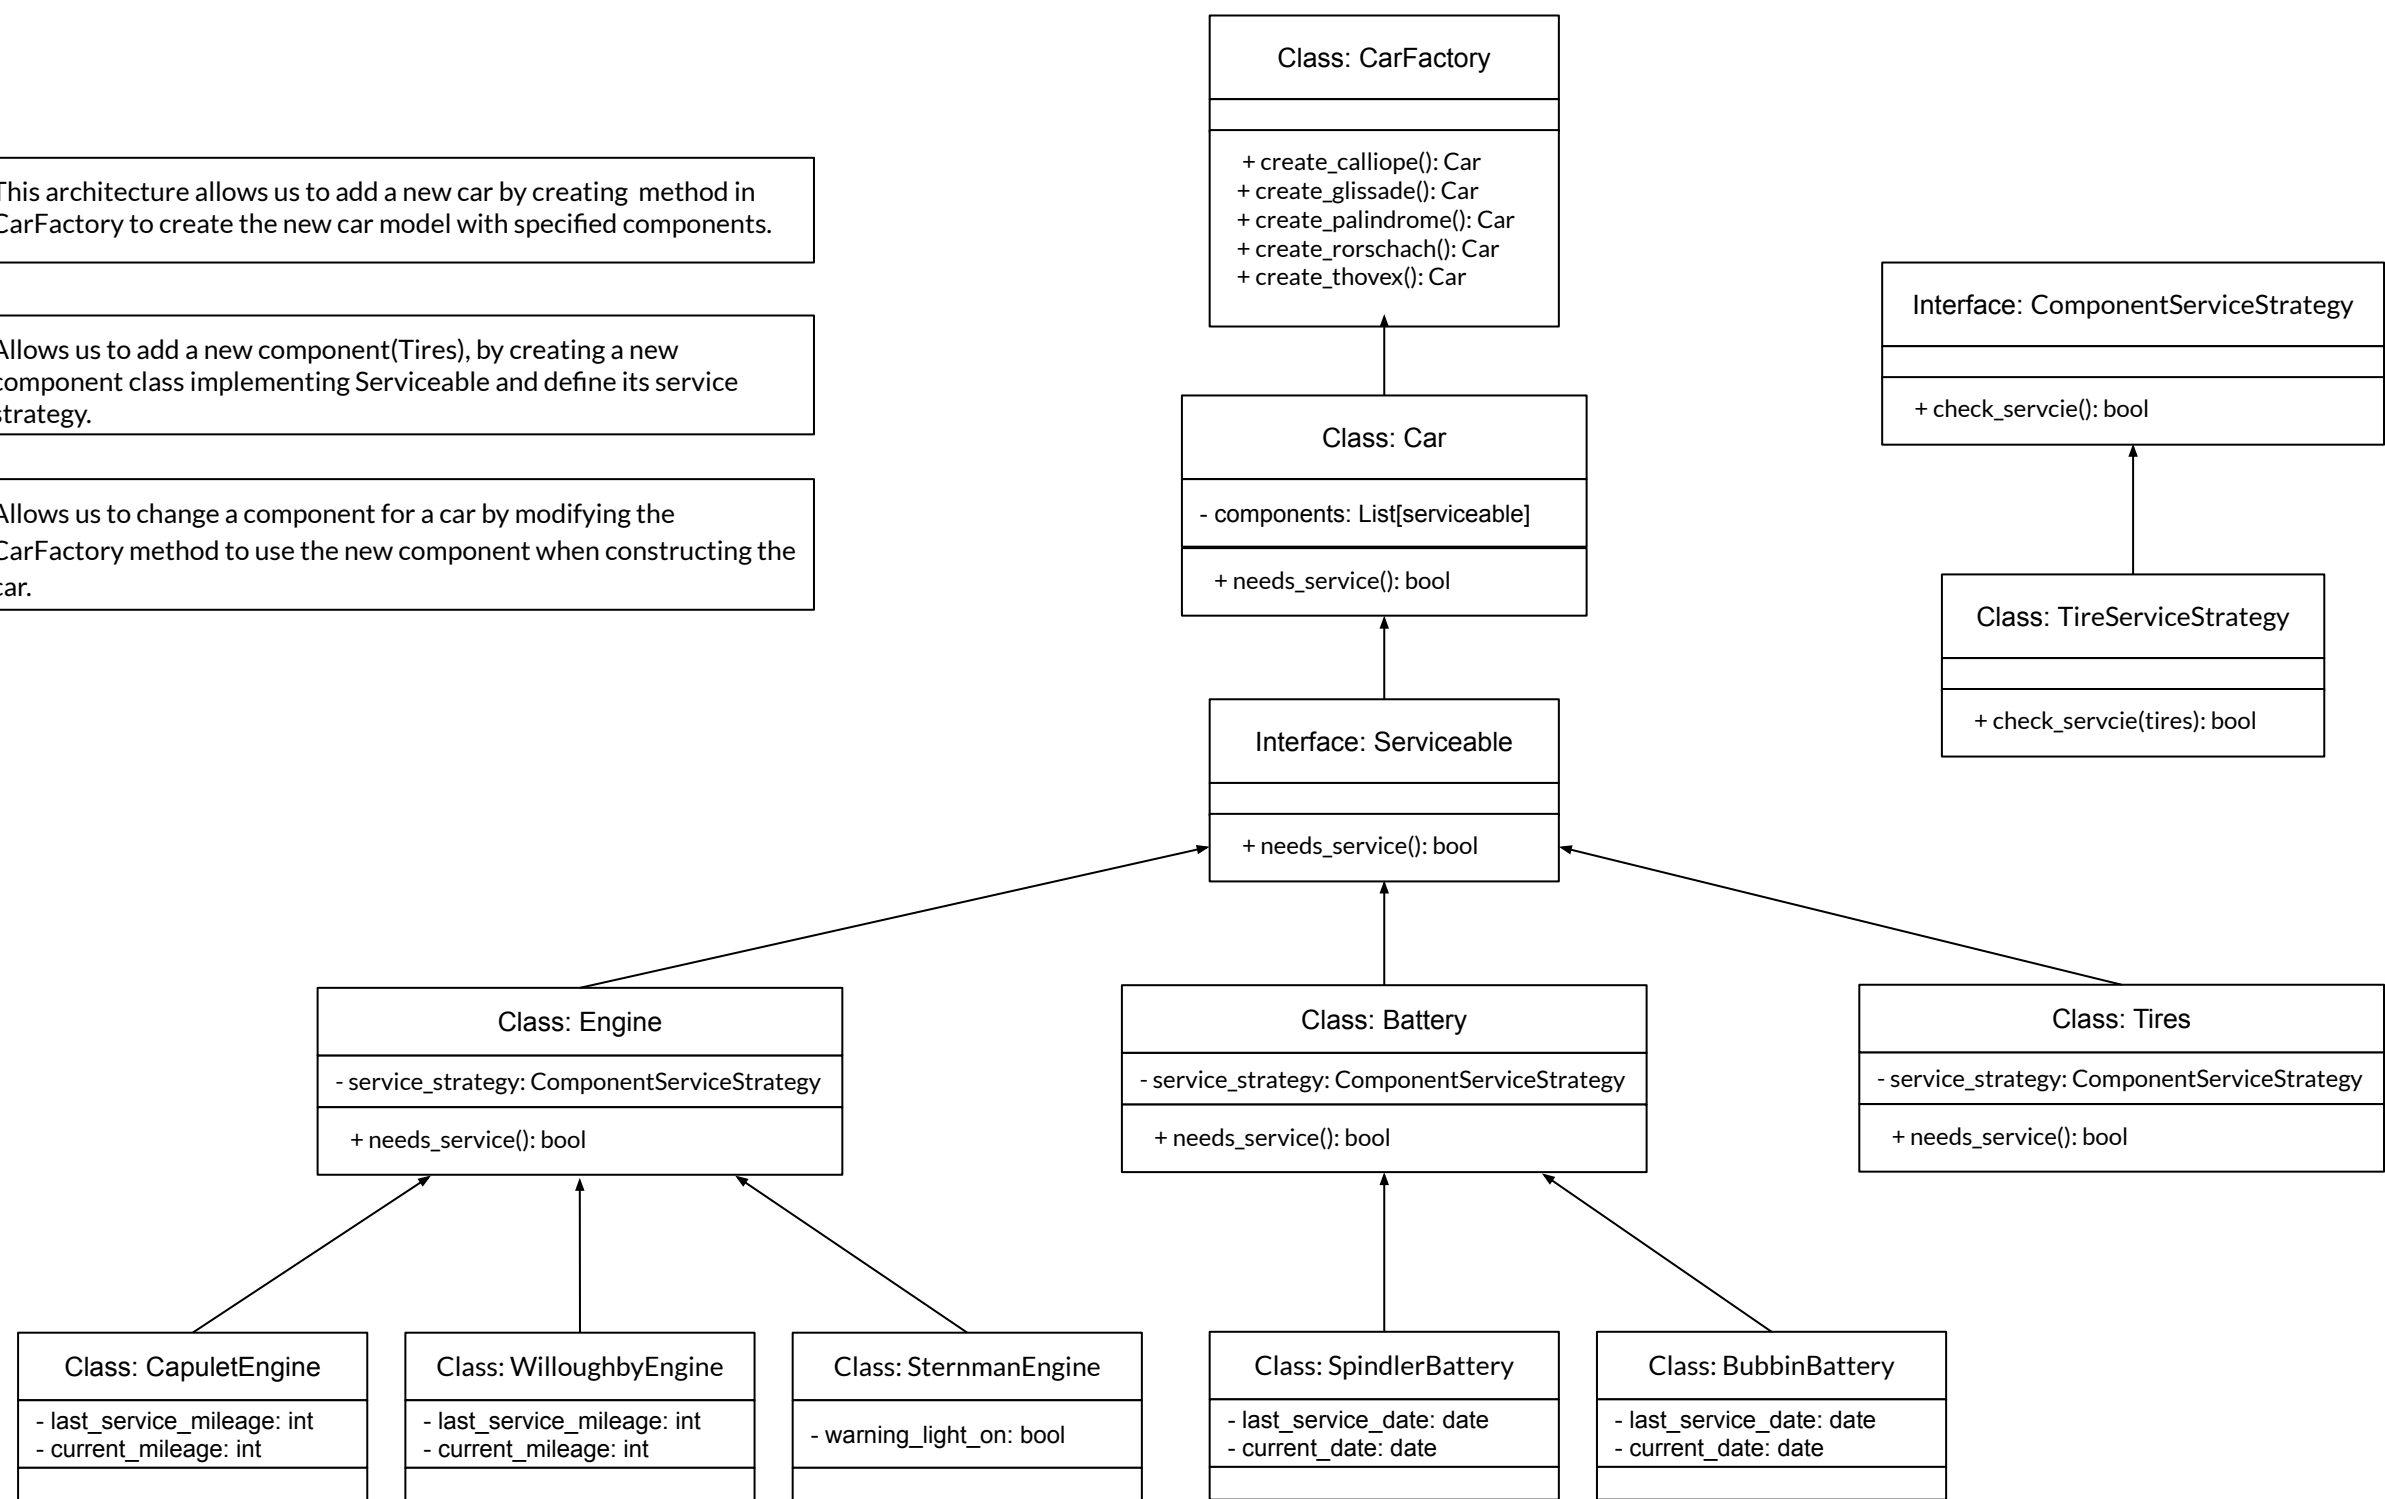 Class: CarFactory
+ create_calliope(): Car
+ create_glissade(): Car
+ create_palindrome(): Car
+ create_rorschach(): Car
+ create_thovex(): Car
This architecture allows us to add a new car by creating method in
CarFactory to create the new car model with specified components.
Allows us to add a new component(Tires), by creating a new
component class implementing Serviceable and define its service
strategy.
Allows us to change a component for a car by modifying the
CarFactory method to use the new component when constructing the
car.
Interface: ComponentServiceStrategy
+ check_servcie(): bool
Class: Car
- components: List[serviceable]
+ needs_service(): bool
Class: TireServiceStrategy
+ check_servcie(tires): bool
Interface: Serviceable
+ needs_service(): bool
Class: Engine
- service_strategy: ComponentServiceStrategy
+ needs_service(): bool
Class: Battery
- service_strategy: ComponentServiceStrategy
+ needs_service(): bool
Class: Tires
- service_strategy: ComponentServiceStrategy
+ needs_service(): bool
Class: CapuletEngine
- last_service_mileage: int
- current_mileage: int
Class: WilloughbyEngine
- last_service_mileage: int
- current_mileage: int
Class: SternmanEngine
- warning_light_on: bool
Class: SpindlerBattery
- last_service_date: date
- current_date: date
Class: BubbinBattery
- last_service_date: date
- current_date: date